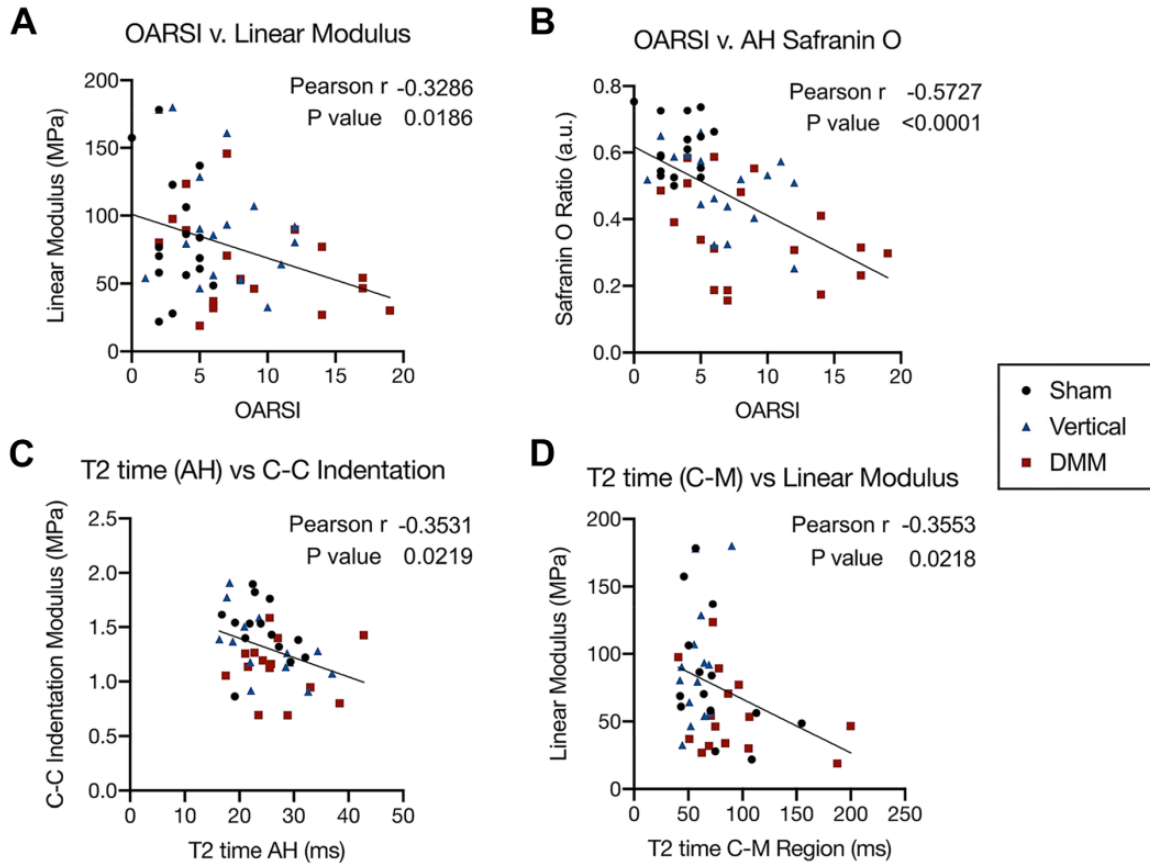 A
OARSI v. Linear Modulus
Pearson r -0.3286
P value 0.0186
Linear Modulus (MPa)
200
150
100
50
0
0 5 10 15 20
OARSI
B
OARSI v. AH Safranin O
Pearson r -0.5727
P value <0.0001
Safranin O Ratio (a.u.)
0.8
0.6
0.4
0.2
0.0
0 5 10 15 20
OARSI
Sham
Vertical
DMM
C
T2 time (AH) vs C-C Indentation
Pearson r -0.3531
P value 0.0219
C-C Indentation Modulus (MPa)
2.5
2.0
1.5
1.0
0.5
0.0
0 10 20 30 40 50
T2 time AH (ms)
D
T2 time (C-M) vs Linear Modulus
Pearson r -0.3553
P value 0.0218
Linear Modulus (MPa)
200
150
100
50
0
0 50 100 150 200 250
T2 time C-M Region (ms)